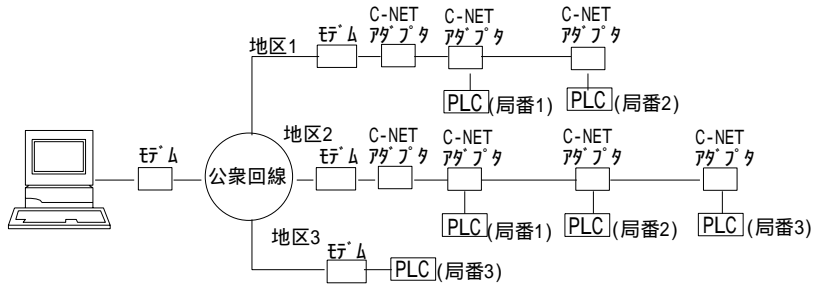 C-NET
ｱﾀﾞﾌﾟﾀ
C-NET
ｱﾀﾞﾌﾟﾀ
C-NET
ｱﾀﾞﾌﾟﾀ
ﾓﾃﾞﾑ
地区1
PLC(局番1)
PLC(局番2)
地区2
ﾓﾃﾞﾑ
公衆回線
ﾓﾃﾞﾑ
C-NET
ｱﾀﾞﾌﾟﾀ
C-NET
ｱﾀﾞﾌﾟﾀ
C-NET
ｱﾀﾞﾌﾟﾀ
C-NET
ｱﾀﾞﾌﾟﾀ
PLC(局番1)
PLC(局番2)
PLC(局番3)
地区3
ﾓﾃﾞﾑ
PLC(局番3)